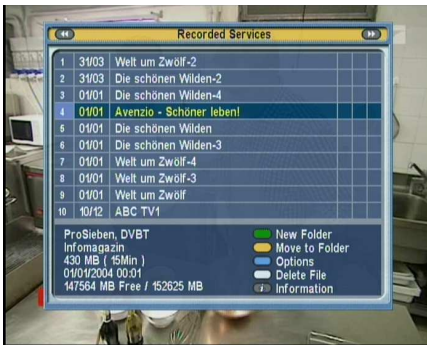 Recorded Services
1 31/03 Welt um Zwölf-2
2 31/03 Die schönen Wilden-2
3 01/01 Die schönen Wilden-4
4 01/01 Avenzio - Schöner leben!
5 01/01 Die schönen Wilden
6 01/01 Die schönen Wilden-3
7 01/01 Welt um Zwölf-4
8 01/01 Welt um Zwölf-3
9 01/01 Welt um Zwölf
10 10/12 ABC TV1
ProSieben, DVBT
Infomagazin
430 MB ( 15Min )
01/01/2004 00:01
147564 MB Free / 152625 MB
New Folder
Move to Folder
Options
Delete File
i Information